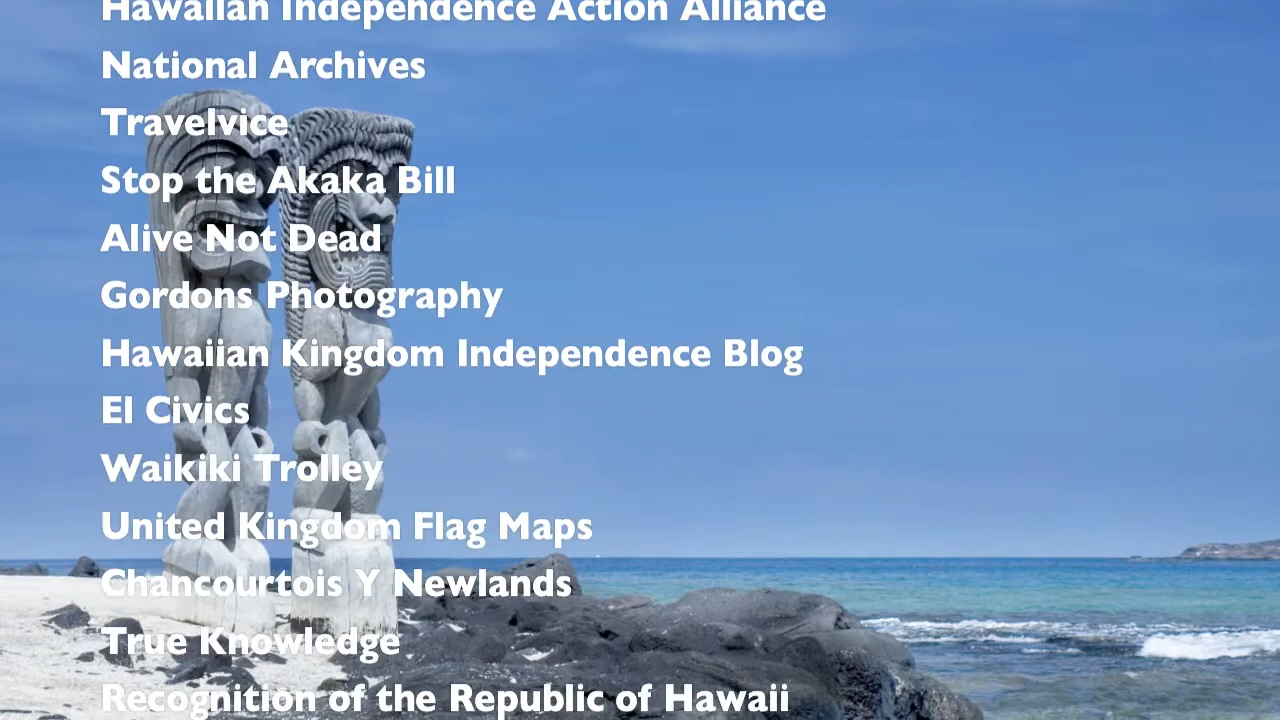 Hawaiian Independence Action Alliance
National Archives
Travelvice
Stop the Akaka Bill
Alive Not Dead
Gordons Photography
Hawaiian Kingdom Independence Blog
El Civics
Waikiki Trolley
United Kingdom Flag Maps
Chancourtois Y Newlands
True Knowledge
Recognition of the Republic of Hawaii